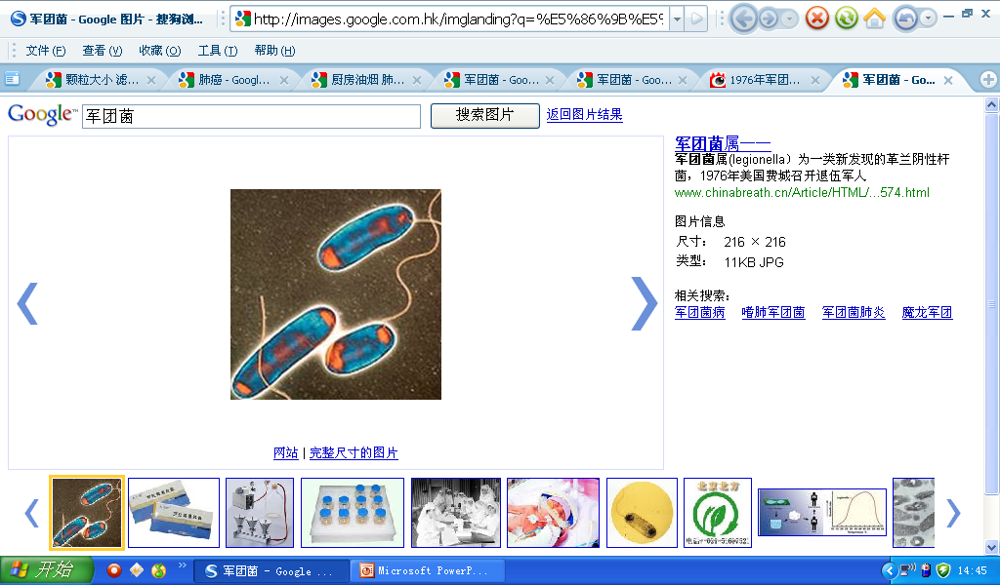 军团菌 - Google 图片 - 搜狗浏...
http://images.google.com.hk/imglanding?q=%E5%86%9B%E5%
文件(F) 查看(V) 收藏(O) 工具(T) 帮助(H)
颗粒大小 滤... 肺癌 - Googl... 厨房油烟 肺... 军团菌 - Goo... 军团菌 - Goo... 1976年军团... 军团菌 - Go...
Google™ 军团菌 搜索图片 返回图片结果
军团菌属——
军团菌属(legionella）为一类新发现的革兰阴性杆
菌，1976年美国费城召开退伍军人
www.chinabreath.cn/Article/HTML/...574.html
图片信息
尺寸： 216 × 216
类型： 11KB JPG
相关搜索：
军团菌病 嗜肺军团菌 军团菌肺炎 魔龙军团
网站 | 完整尺寸的图片
北京北方
开始 军团菌 - Google ... Microsoft PowerP... 14:45